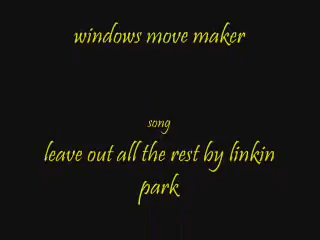 windows move maker
song
leave out all the rest by linkin
park